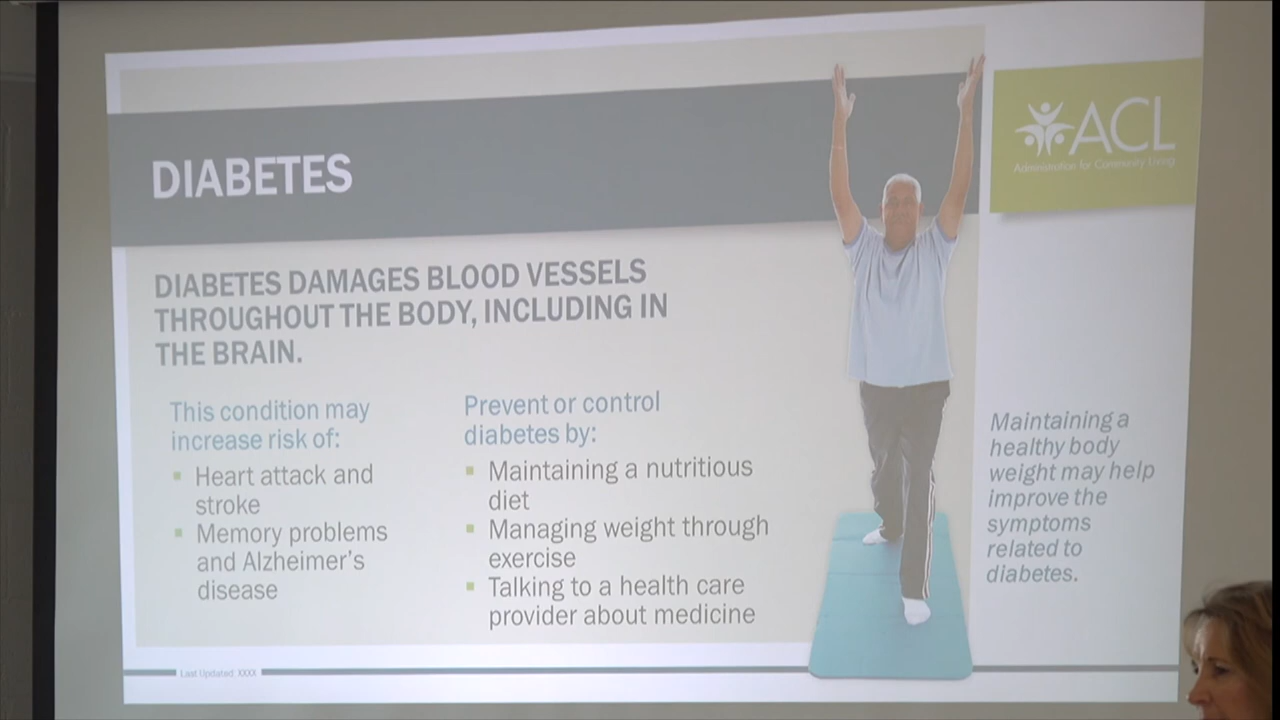 DIABETES
ACL
Administration for Community Living
DIABETES DAMAGES BLOOD VESSELS
THROUGHOUT THE BODY, INCLUDING IN
THE BRAIN.
This condition may
increase risk of:
Heart attack and
stroke
Memory problems
and Alzheimer's
disease
Prevent or control
diabetes by:
Maintaining a nutritious
diet
Managing weight through
exercise
Talking to a health care
provider about medicine
Maintaining a
healthy body
weight may help
improve the
symptoms
related to
diabetes.
Last Updated XXXX